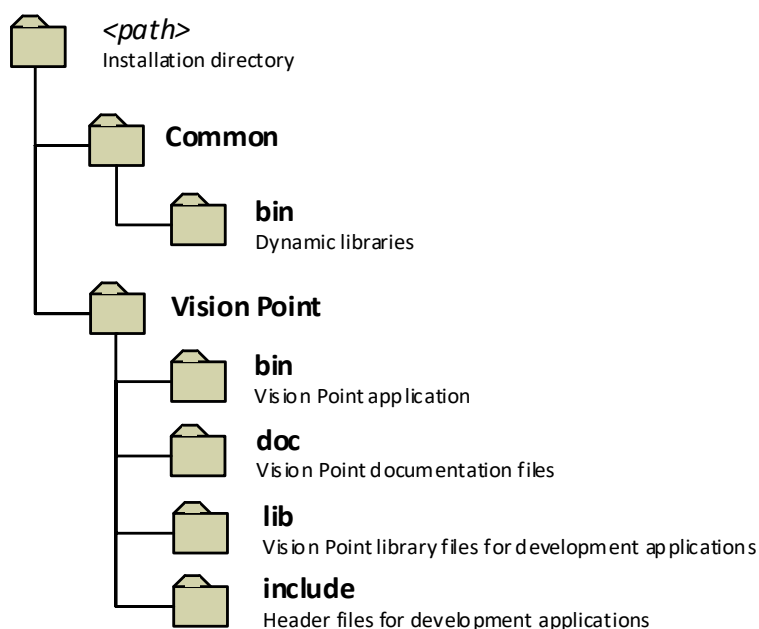 <path>
Installation directory
Common
bin
Dynamic libraries
Vision Point
bin
Vision Point application
doc
Vision Point documentation files
lib
Vision Point library files for development applications
include
Header files for development applications